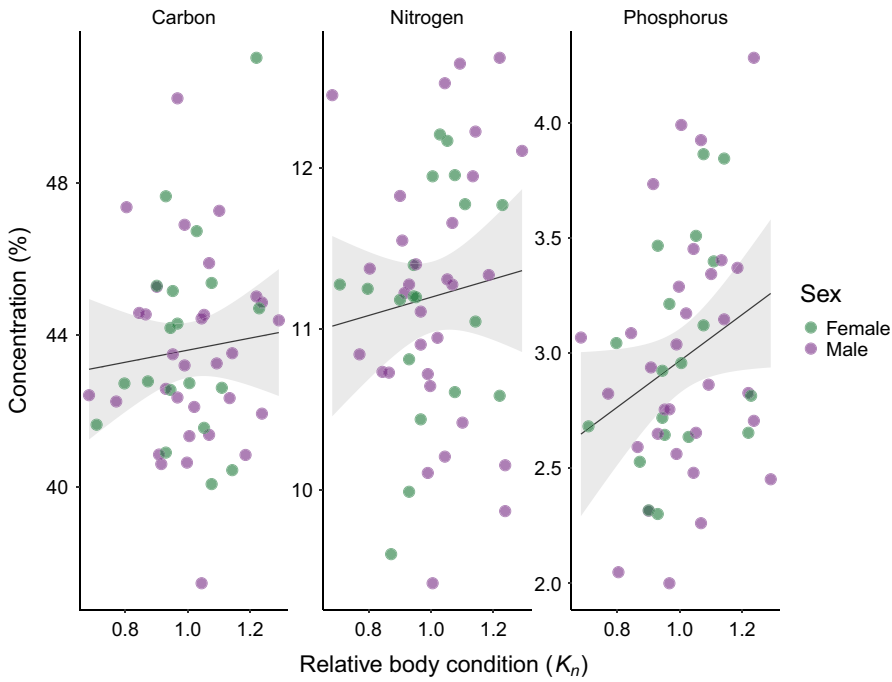 Carbon Nitrogen Phosphorus
Concentration (%)
48
44
40
12
11
10
4.0
3.5
3.0
2.5
2.0
0.8 1.0 1.2 0.8 1.0 1.2 0.8 1.0 1.2
Relative body condition (Kn)
Sex
Female
Male